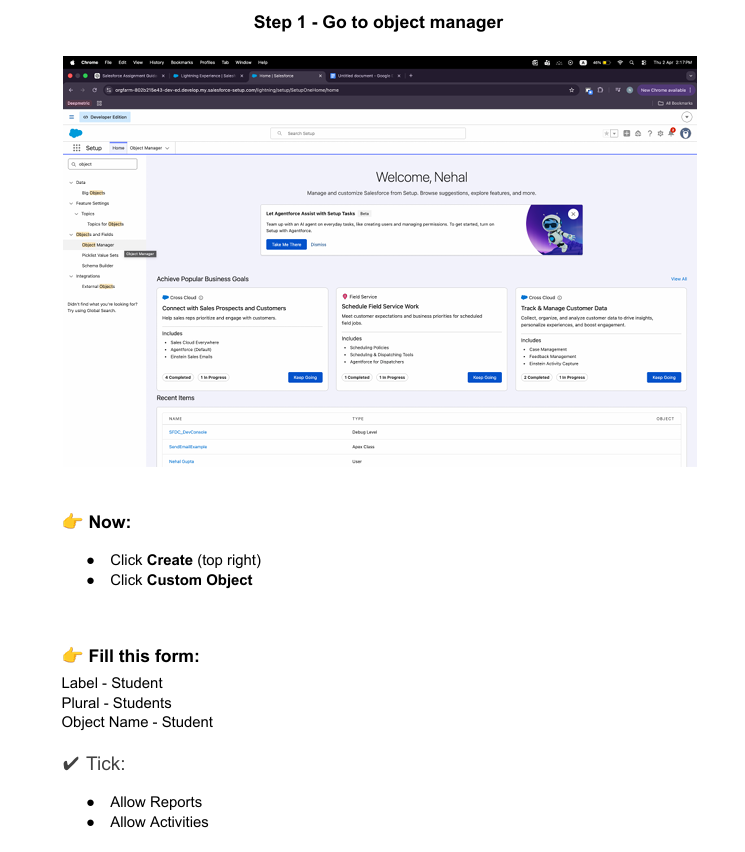 Step 1 - Go to object manager
Chrome File Edit View History Bookmarks Profiles Tab Window Help
Thu 2 Apr 2:17 PM
Salesforce Assignment Guide Lightning Experience | Salesf Home | Salesforce Untitled document - Google
orgfarm-802b215e43-dev-ed.develop.my.salesforce-setup.com/lightning/setup/SetupOneHome/home
New Chrome available
Deepmetric
All Bookmarks
Developer Edition
Search Setup
Setup Home Object Manager
object
Data
Big Objects
Feature Settings
Topics
Topics for Objects
Objects and Fields
Object Manager
Object Manager
Picklist Value Sets
Schema Builder
Integrations
External Objects
Didn't find what you're looking for?
Try using Global Search.
Welcome, Nehal
Manage and customize Salesforce from Setup. Browse suggestions, explore features, and more.
Let Agentforce Assist with Setup Tasks Beta
Team up with an AI agent on everyday tasks, like creating users and managing permissions. To get started, turn on
Setup with Agentforce.
Take Me There Dismiss
Achieve Popular Business Goals
View All
Cross Cloud
Connect with Sales Prospects and Customers
Help sales reps prioritize and engage with customers.
Includes
• Sales Cloud Everywhere
• Agentforce (Default)
• Einstein Sales Emails
4 Completed 1 In Progress Keep Going
Field Service
Schedule Field Service Work
Meet customer expectations and business priorities for scheduled
field jobs.
Includes
• Scheduling Policies
• Scheduling & Dispatching Tools
• Agentforce for Dispatchers
1 Completed 1 In Progress Keep Going
Cross Cloud
Track & Manage Customer Data
Collect, organize, and analyze customer data to drive insights,
personalize experiences, and boost engagement.
Includes
• Case Management
• Feedback Management
• Einstein Activity Capture
2 Completed 1 In Progress Keep Going
Recent Items
NAME TYPE OBJECT
SFDC_DevConsole Debug Level
SendEmailExample Apex Class
Nehal Gupta User
👉 Now:
● Click Create (top right)
● Click Custom Object
👉 Fill this form:
Label - Student
Plural - Students
Object Name - Student
✔ Tick:
● Allow Reports
● Allow Activities